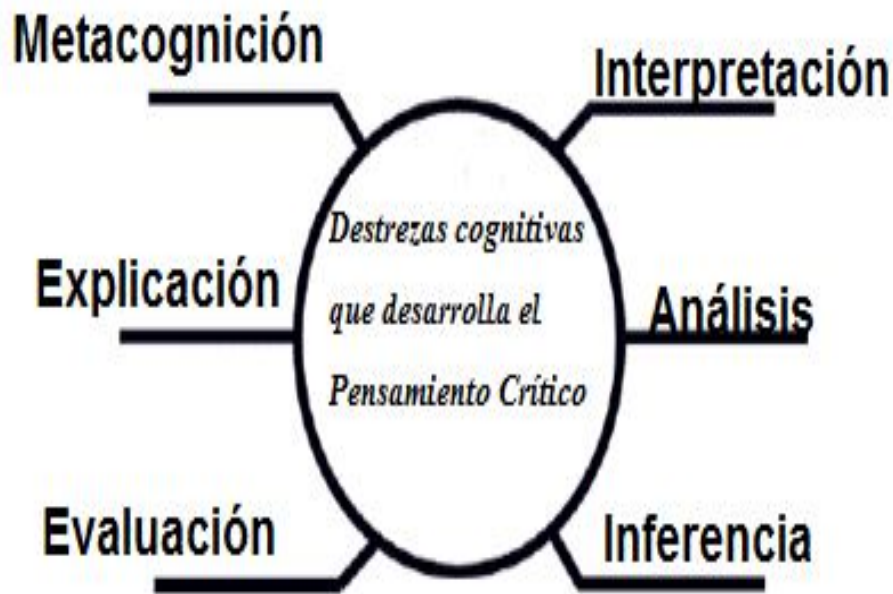 Metacognición
Interpretación
Destrezas cognitivas
que desarrolla el
Pensamiento Crítico
Explicación
Análisis
Evaluación
Inferencia